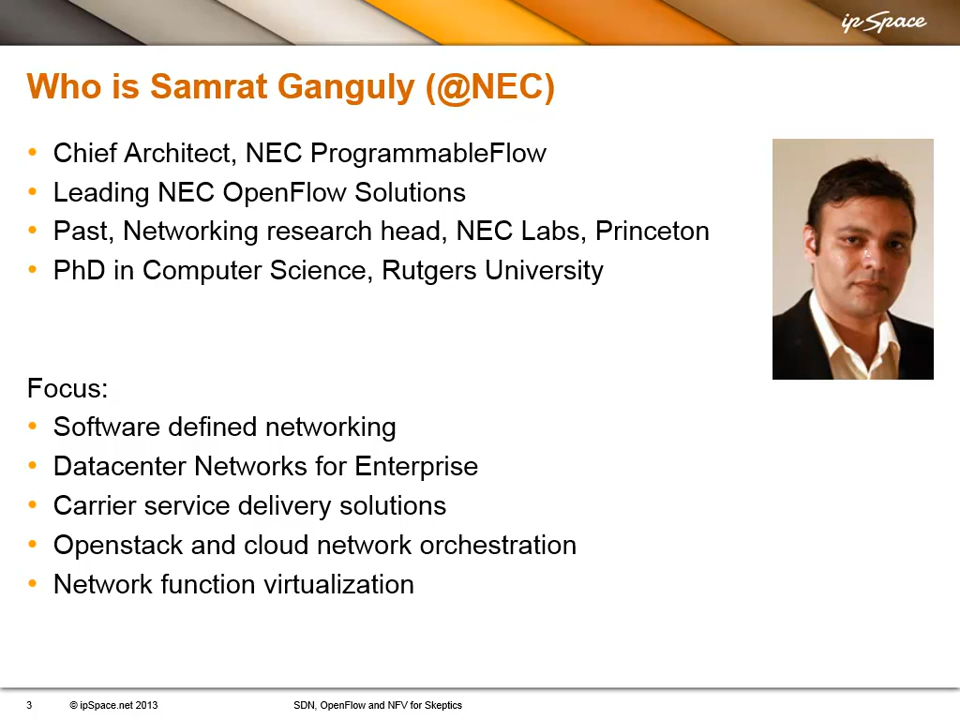 ip Space
Who is Samrat Ganguly (@NEC)
• Chief Architect, NEC ProgrammableFlow
• Leading NEC OpenFlow Solutions
• Past, Networking research head, NEC Labs, Princeton
• PhD in Computer Science, Rutgers University
Focus:
• Software defined networking
• Datacenter Networks for Enterprise
• Carrier service delivery solutions
• Openstack and cloud network orchestration
• Network function virtualization
3 © ipSpace.net 2013 SDN, OpenFlow and NFV for Skeptics